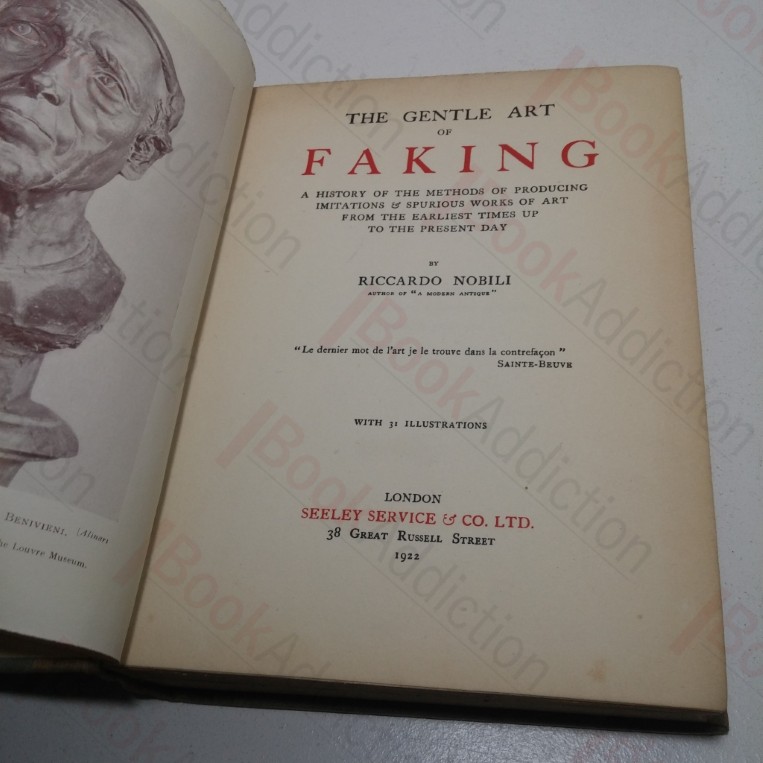 BENIVIENI. (Alinari
he Louvre Museum.
THE GENTLE ART
OF
FAKING
A HISTORY OF THE METHODS OF PRODUCING
IMITATIONS & SPURIOUS WORKS OF ART
FROM THE EARLIEST TIMES UP
TO THE PRESENT DAY
BY
RICCARDO NOBILI
AUTHOR OF "A MODERN ANTIQUE"
"Le dernier mot de l'art je le trouve dans la contrefaçon"
SAINTE-BEUVE
WITH 31 ILLUSTRATIONS
LONDON
SEELEY SERVICE & CO. LTD.
38 GREAT RUSSELL STREET
1922
BookAddiction